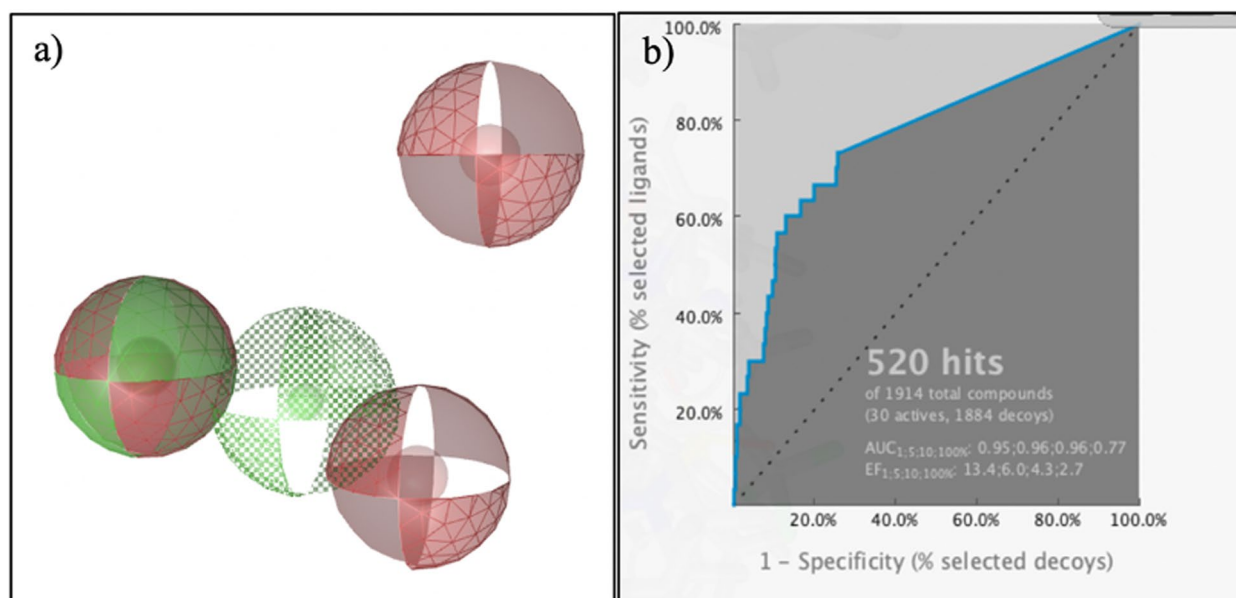 a)
b)
100.0%
80.0%
60.0%
40.0%
20.0%
Sensitivity (% selected ligands)
520 hits
of 1914 total compounds
(30 actives, 1884 decoys)
AUC1;5;10;100%: 0.95;0.96;0.96;0.77
EF1;5;10;100%: 13.4;6.0;4.3;2.7
20.0% 40.0% 60.0% 80.0% 100.0%
1 – Specificity (% selected decoys)